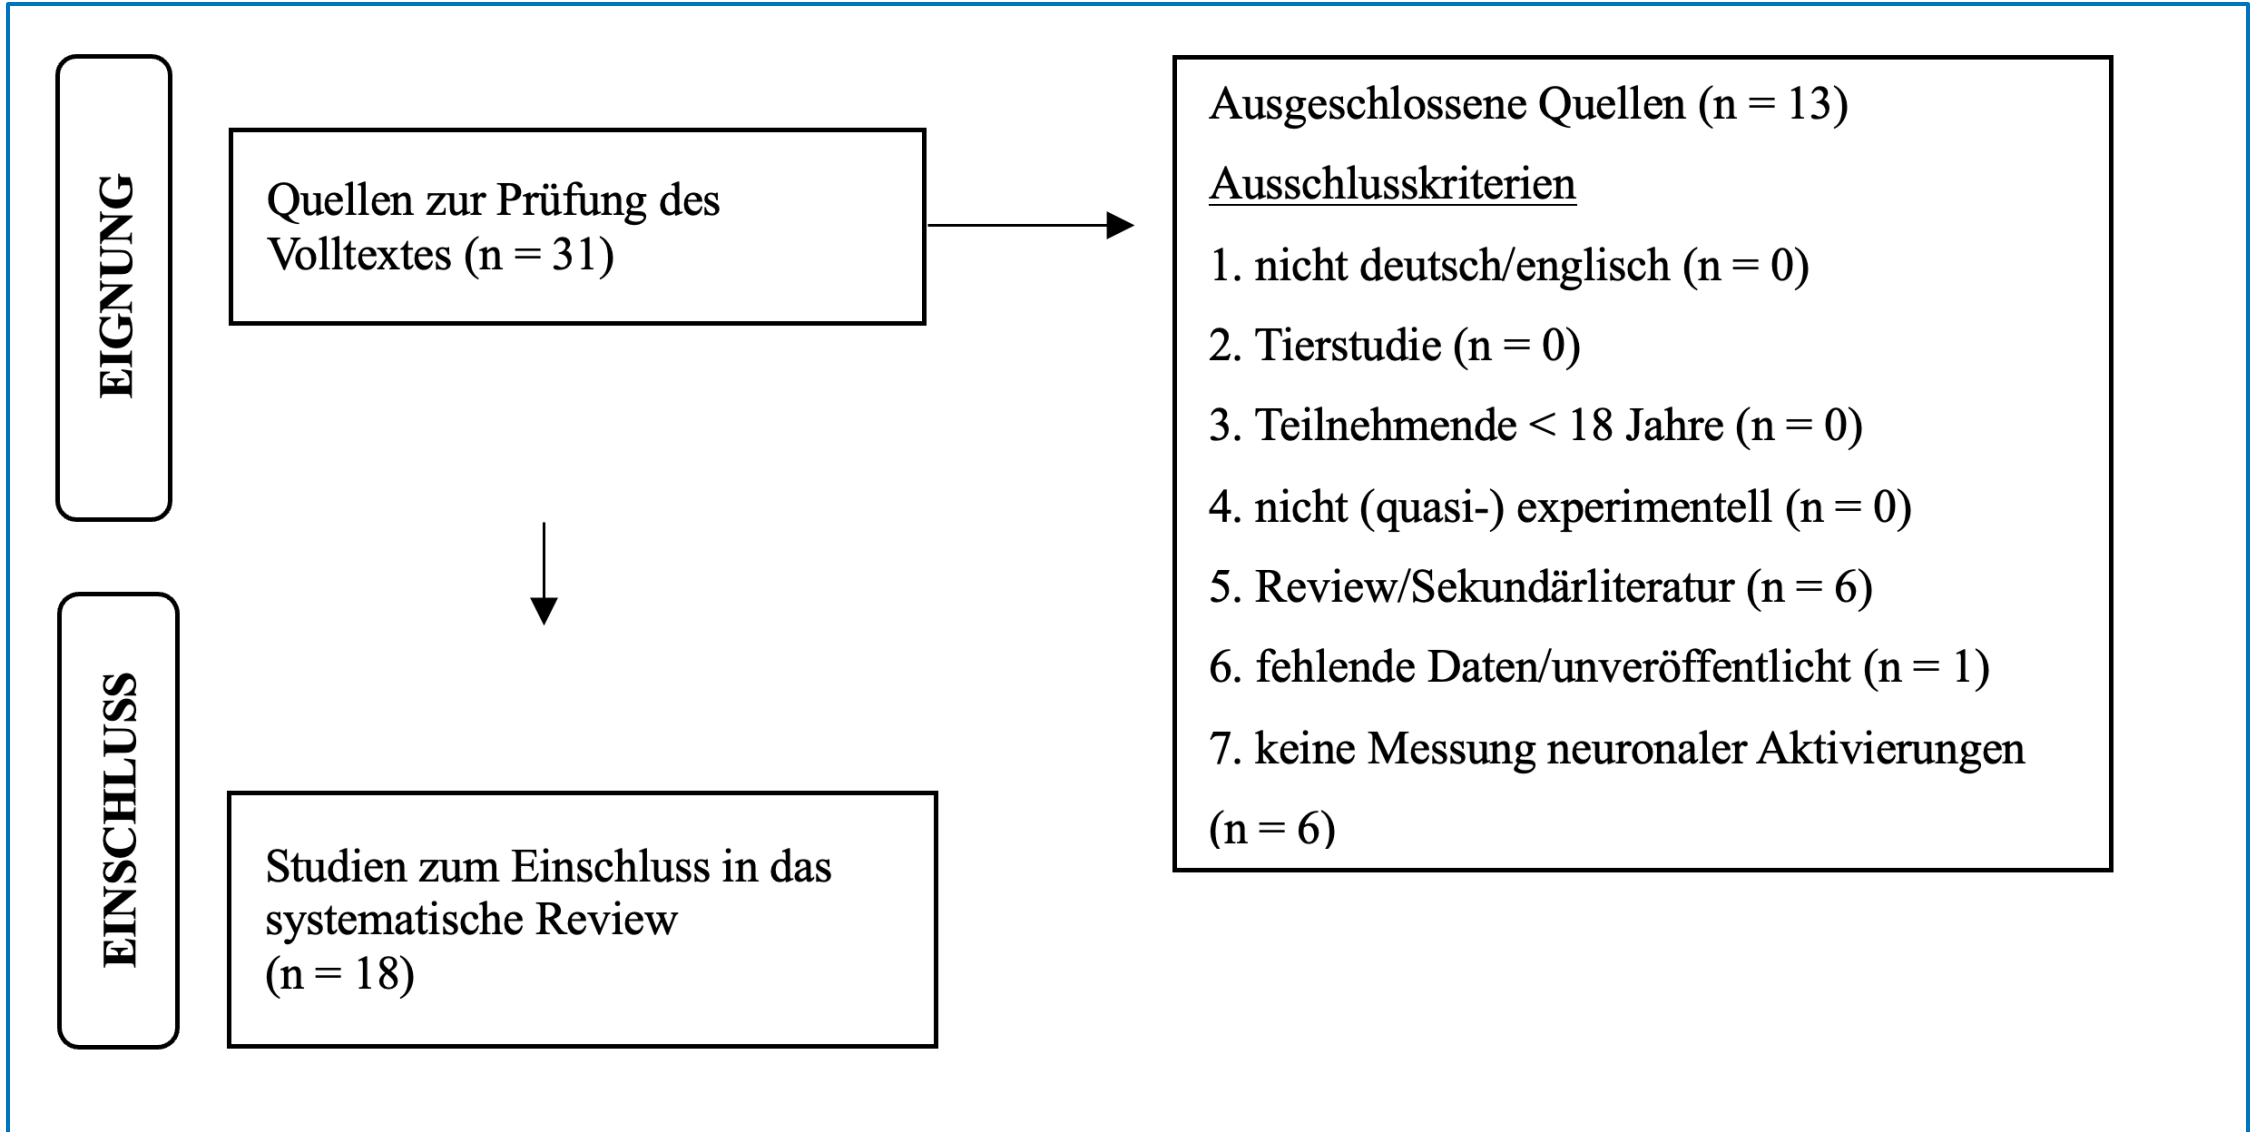 EIGNUNG
Quellen zur Prüfung des
Volltextes (n = 31)
Ausgeschlossene Quellen (n = 13)
Ausschlusskriterien
1. nicht deutsch/englisch (n = 0)
2. Tierstudie (n = 0)
3. Teilnehmende < 18 Jahre (n = 0)
4. nicht (quasi-) experimentell (n = 0)
5. Review/Sekundärliteratur (n = 6)
6. fehlende Daten/unveröffentlicht (n = 1)
7. keine Messung neuronaler Aktivierungen
(n = 6)
EINSCHLUSS
Studien zum Einschluss in das
systematische Review
(n = 18)